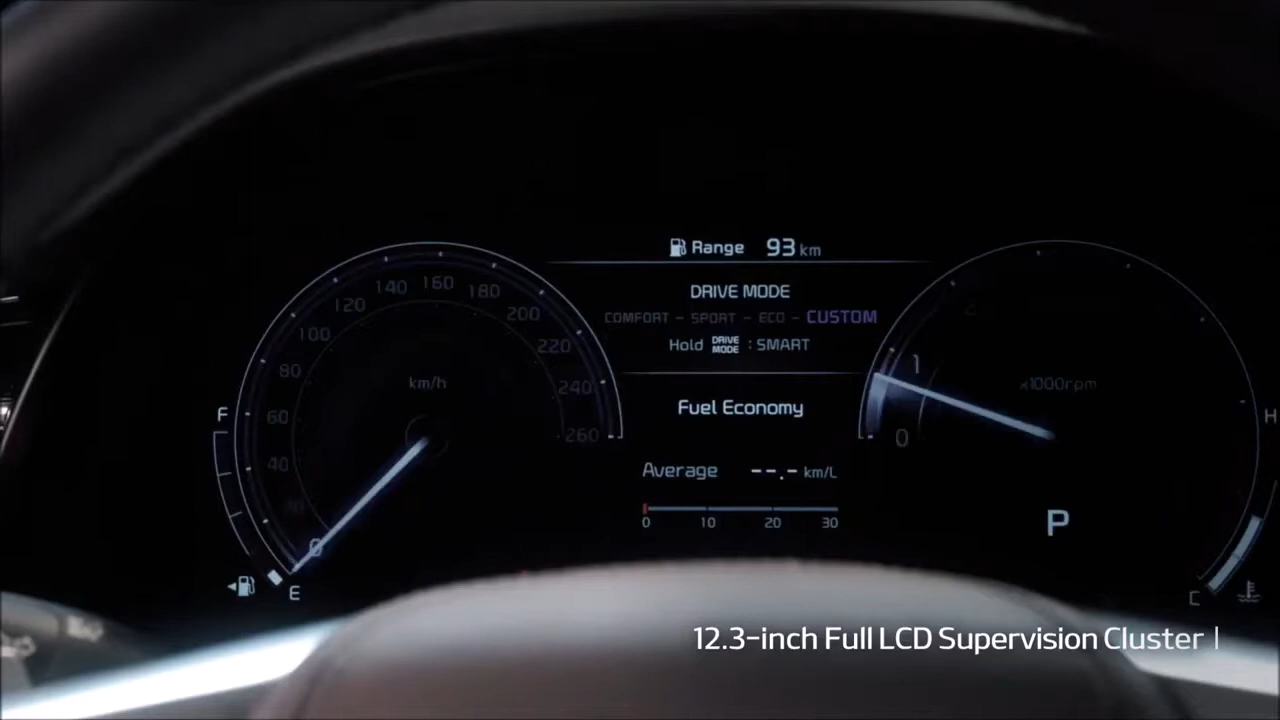 Range 93 km
DRIVE MODE
COMFORT - SPORT - ECO - CUSTOM
Hold DRIVE MODE : SMART
Fuel Economy
Average --.- km/L
0 10 20 30
0
40
60
80
100
120
140
160
180
200
220
240
260
km/h
F
E
0
1
2
x1000rpm
P
H
C
12.3-inch Full LCD Supervision Cluster